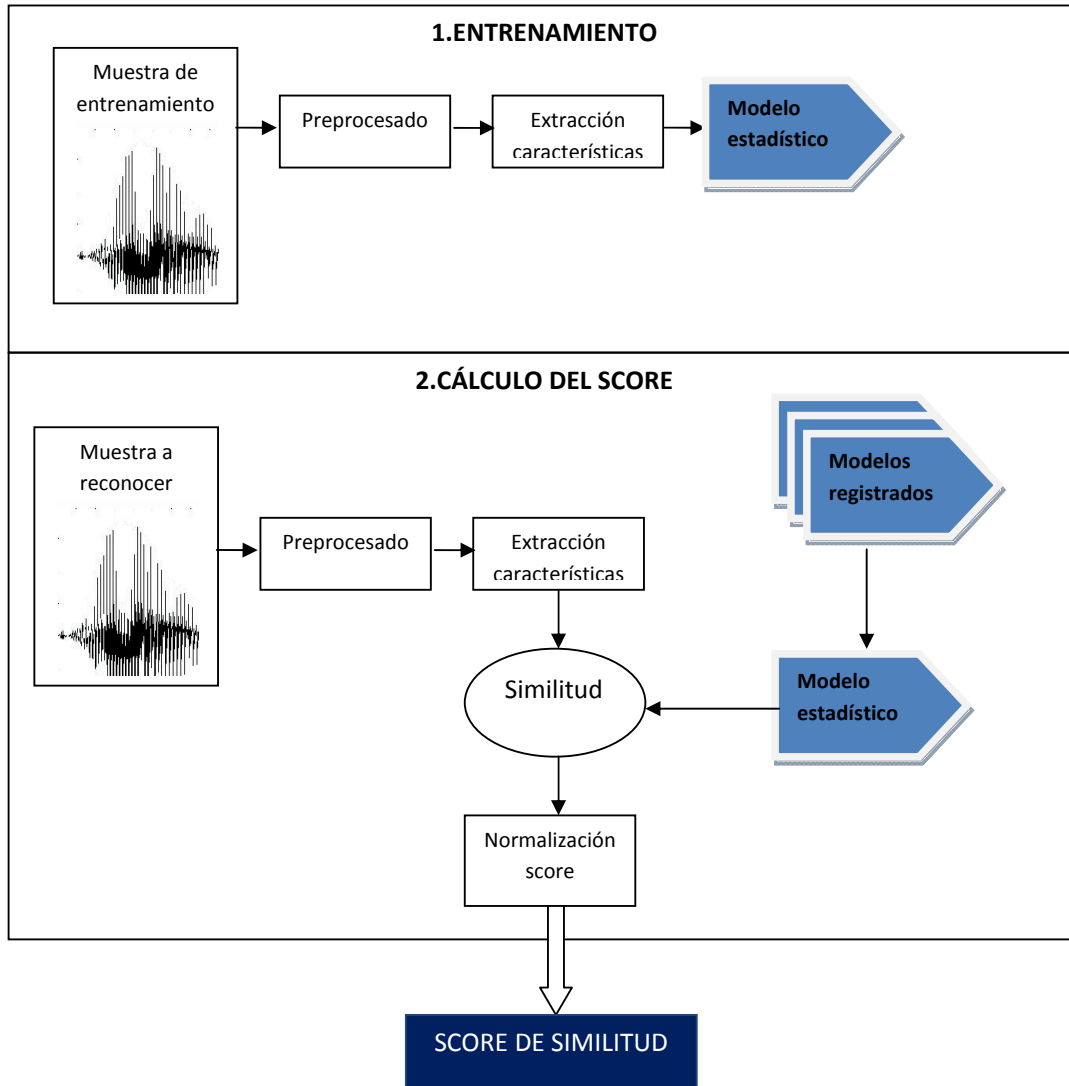 1.ENTRENAMIENTO
Muestra de
entrenamiento
Preprocesado
Extracción
características
Modelo
estadístico
2.CÁLCULO DEL SCORE
Muestra a
reconocer
Preprocesado
Extracción
características
Modelos
registrados
Similitud
Modelo
estadístico
Normalización
score
SCORE DE SIMILITUD